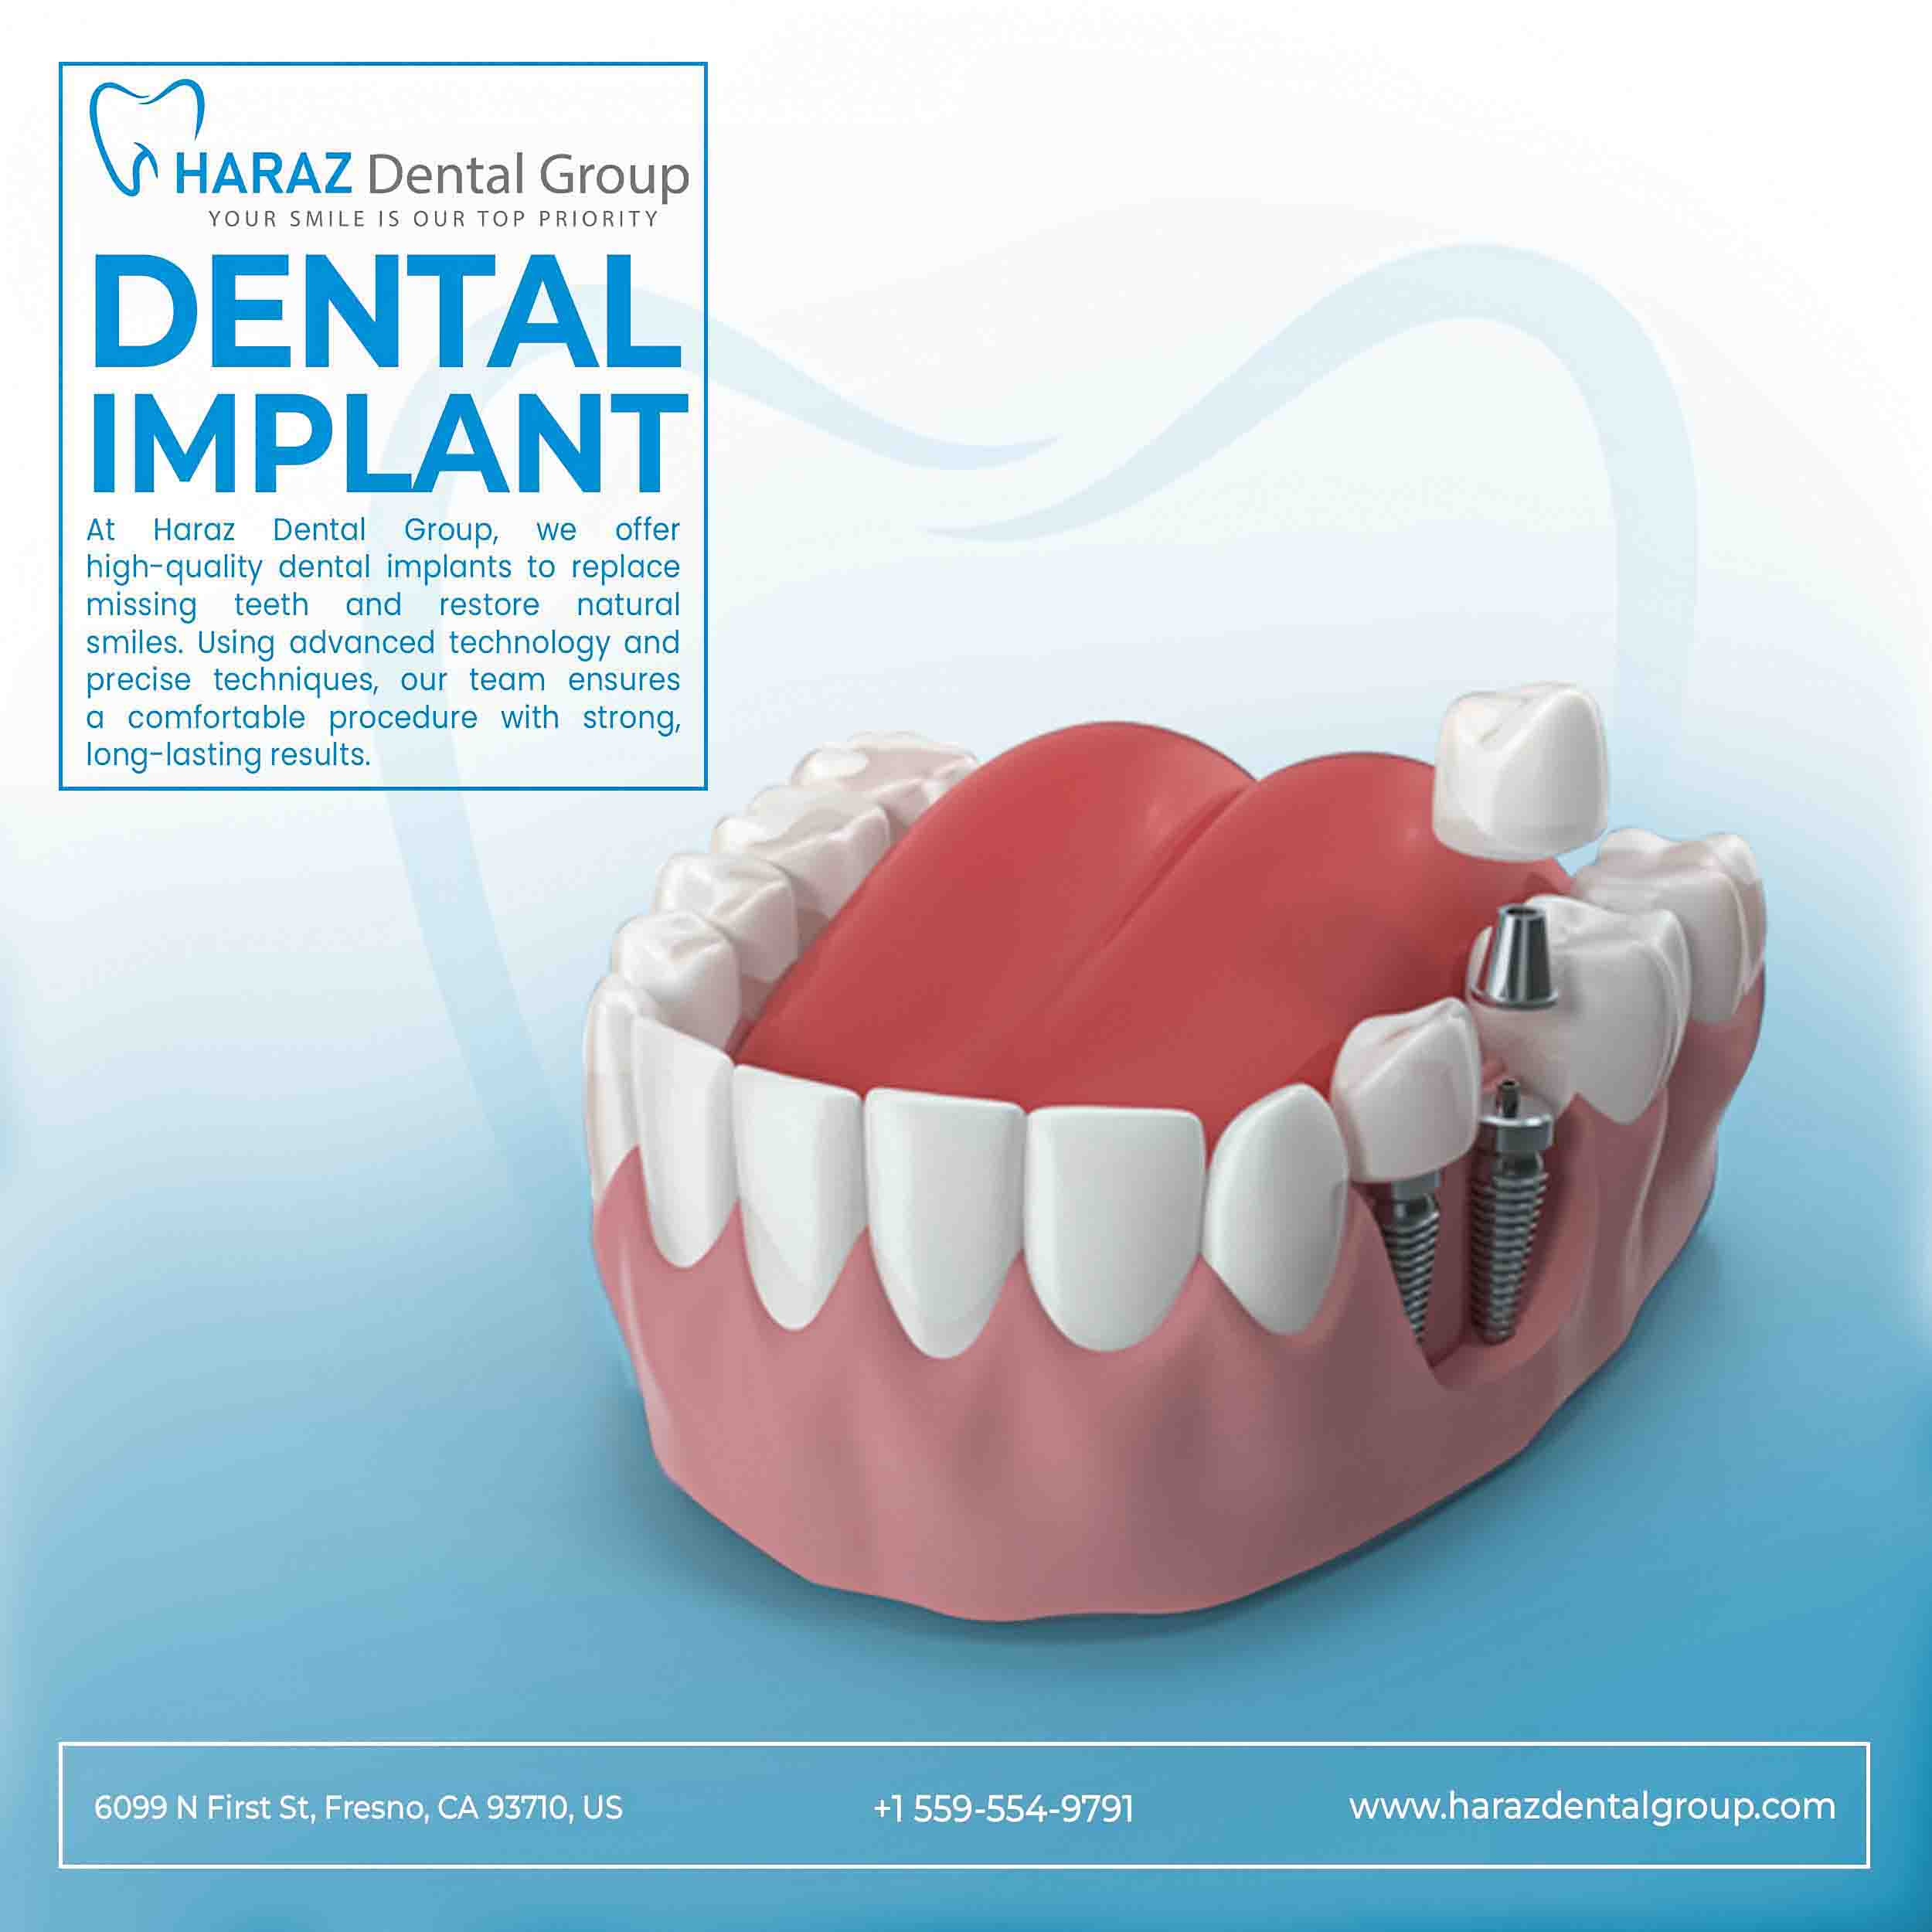 HARAZ Dental Group
YOUR SMILE IS OUR TOP PRIORITY
DENTAL
IMPLANT
At Haraz Dental Group, we offer
high-quality dental implants to replace
missing teeth and restore natural
smiles. Using advanced technology and
precise techniques, our team ensures
a comfortable procedure with strong,
long-lasting results.
6099 N First St, Fresno, CA 93710, US
+1 559-554-9791
www.harazdentalgroup.com